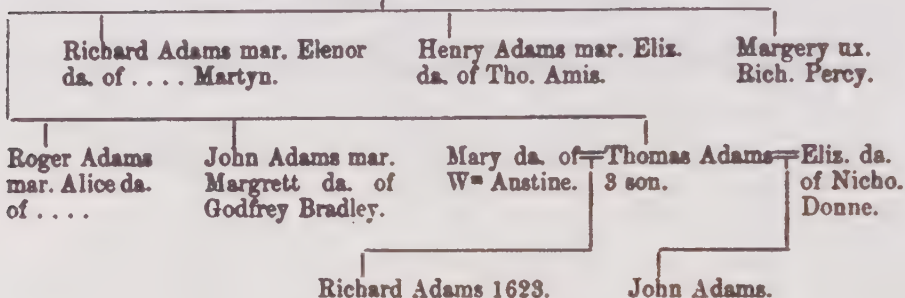 Richard Adams mar. Elenor
da. of . . . . Martyn.
Henry Adams mar. Eliz.
da. of Tho. Amis.
Margery ux.
Rich. Percy.
Roger Adams
mar. Alice da.
of . . . .
John Adams mar.
Margrett da. of
Godfrey Bradley.
Mary da. of
Wᵐ Anstine.
Thomas Adams
3 son.
Eliz. da.
of Nicho.
Donne.
Richard Adams 1623.
John Adams.